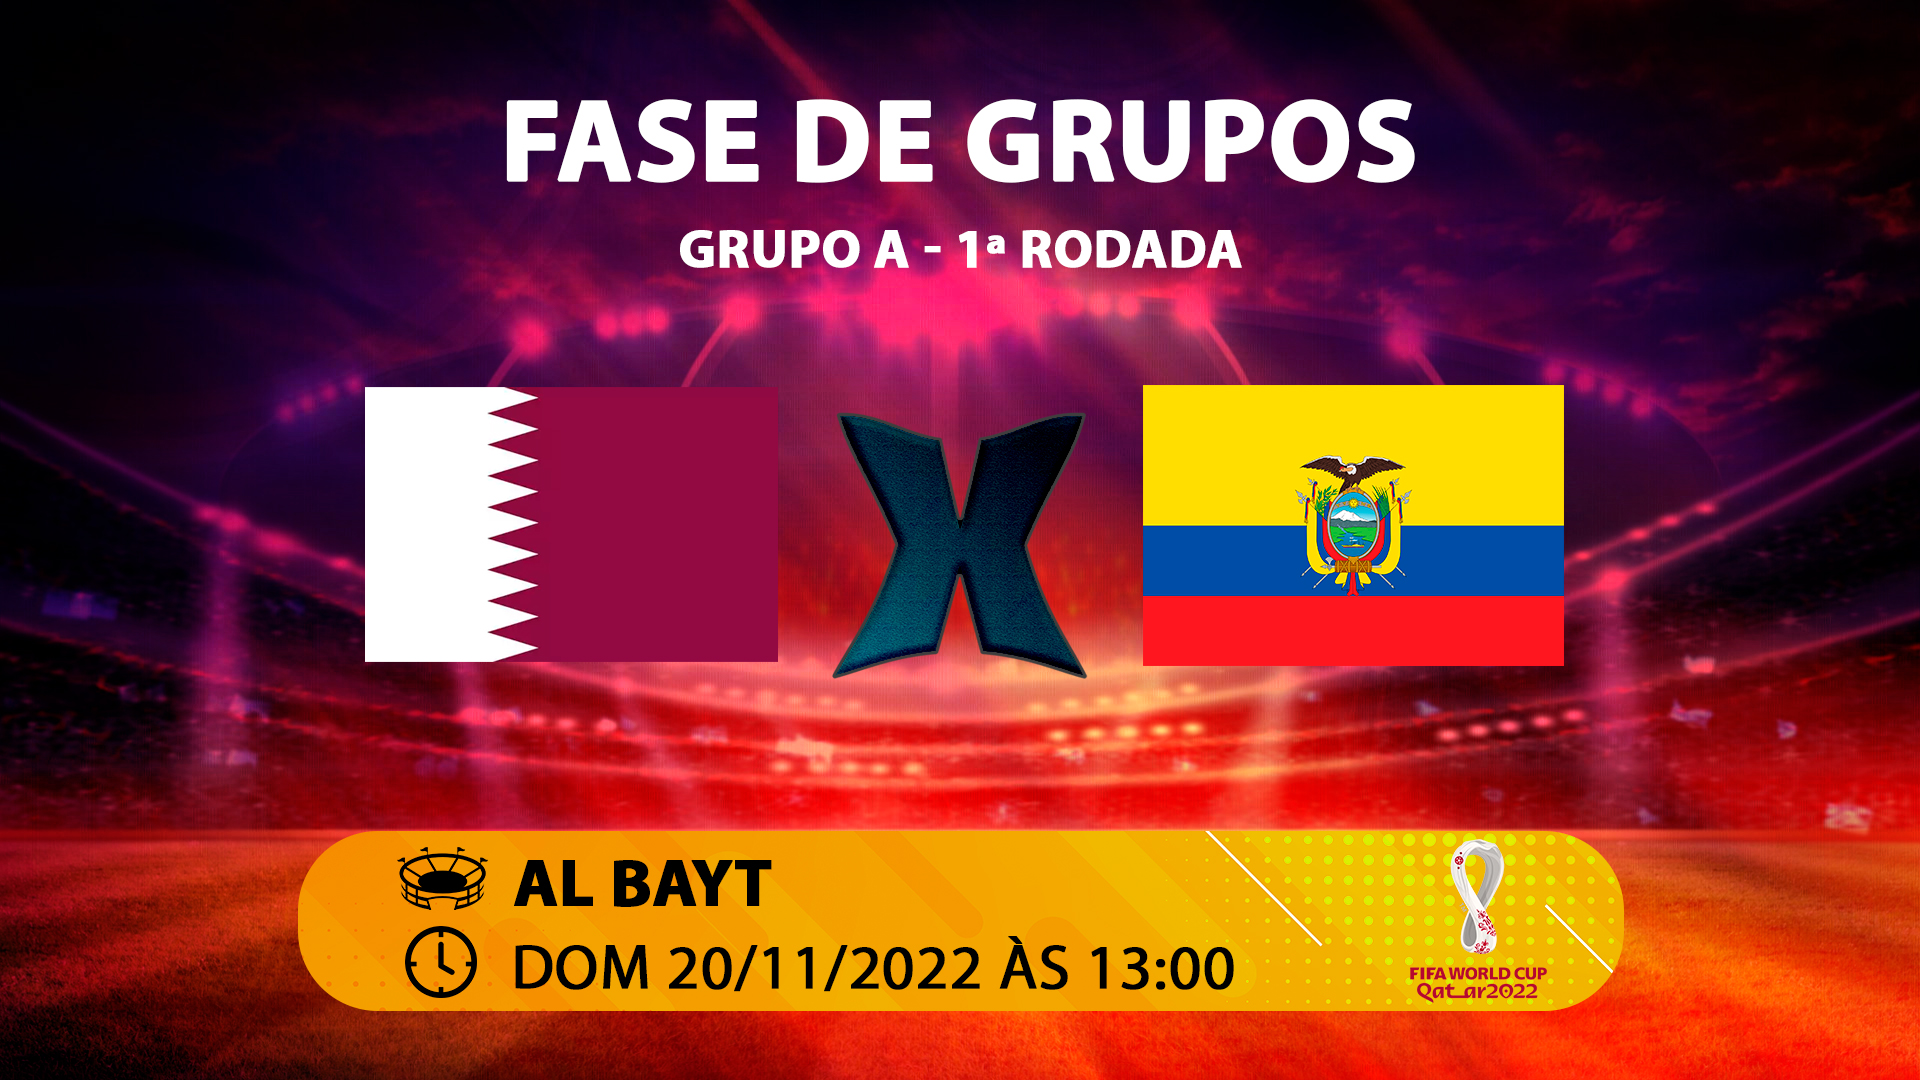 FASE DE GRUPOS
GRUPO A - 1ª RODADA
AL BAYT
DOM 20/11/2022 ÀS 13:00
FIFA WORLD CUP
Qatar2022